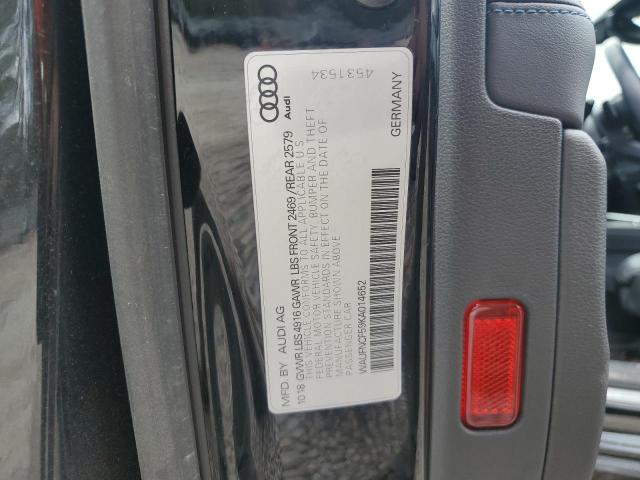 MFD. BY AUDI AG
10.18 GVWR LBS 4916 GAWR LBS FRONT 2469 / REAR 2579
THIS VEHICLE CONFORMS TO ALL APPLICABLE U S
FEDERAL MOTOR VEHICLE SAFETY, BUMPER AND THEFT
PREVENTION STANDARDS IN EFFECT ON THE DATE OF
MANUFACTURE SHOWN ABOVE
PASSENGER CAR
WAUFNCF59KA014652
GERMANY
Audi
4531534